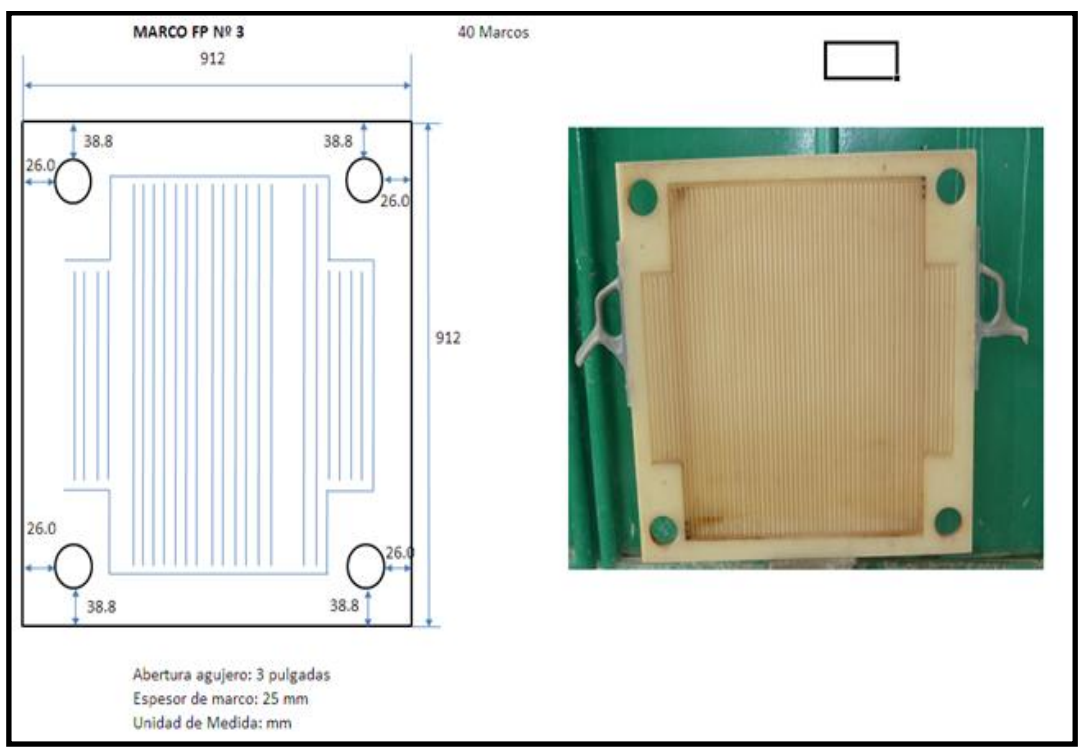 MARCO FP Nº 3
40 Marcos
912
38.8
38.8
26.0
26.0
912
26.0
26.0
38.8
38.8
Abertura agujero: 3 pulgadas
Espesor de marco: 25 mm
Unidad de Medida: mm